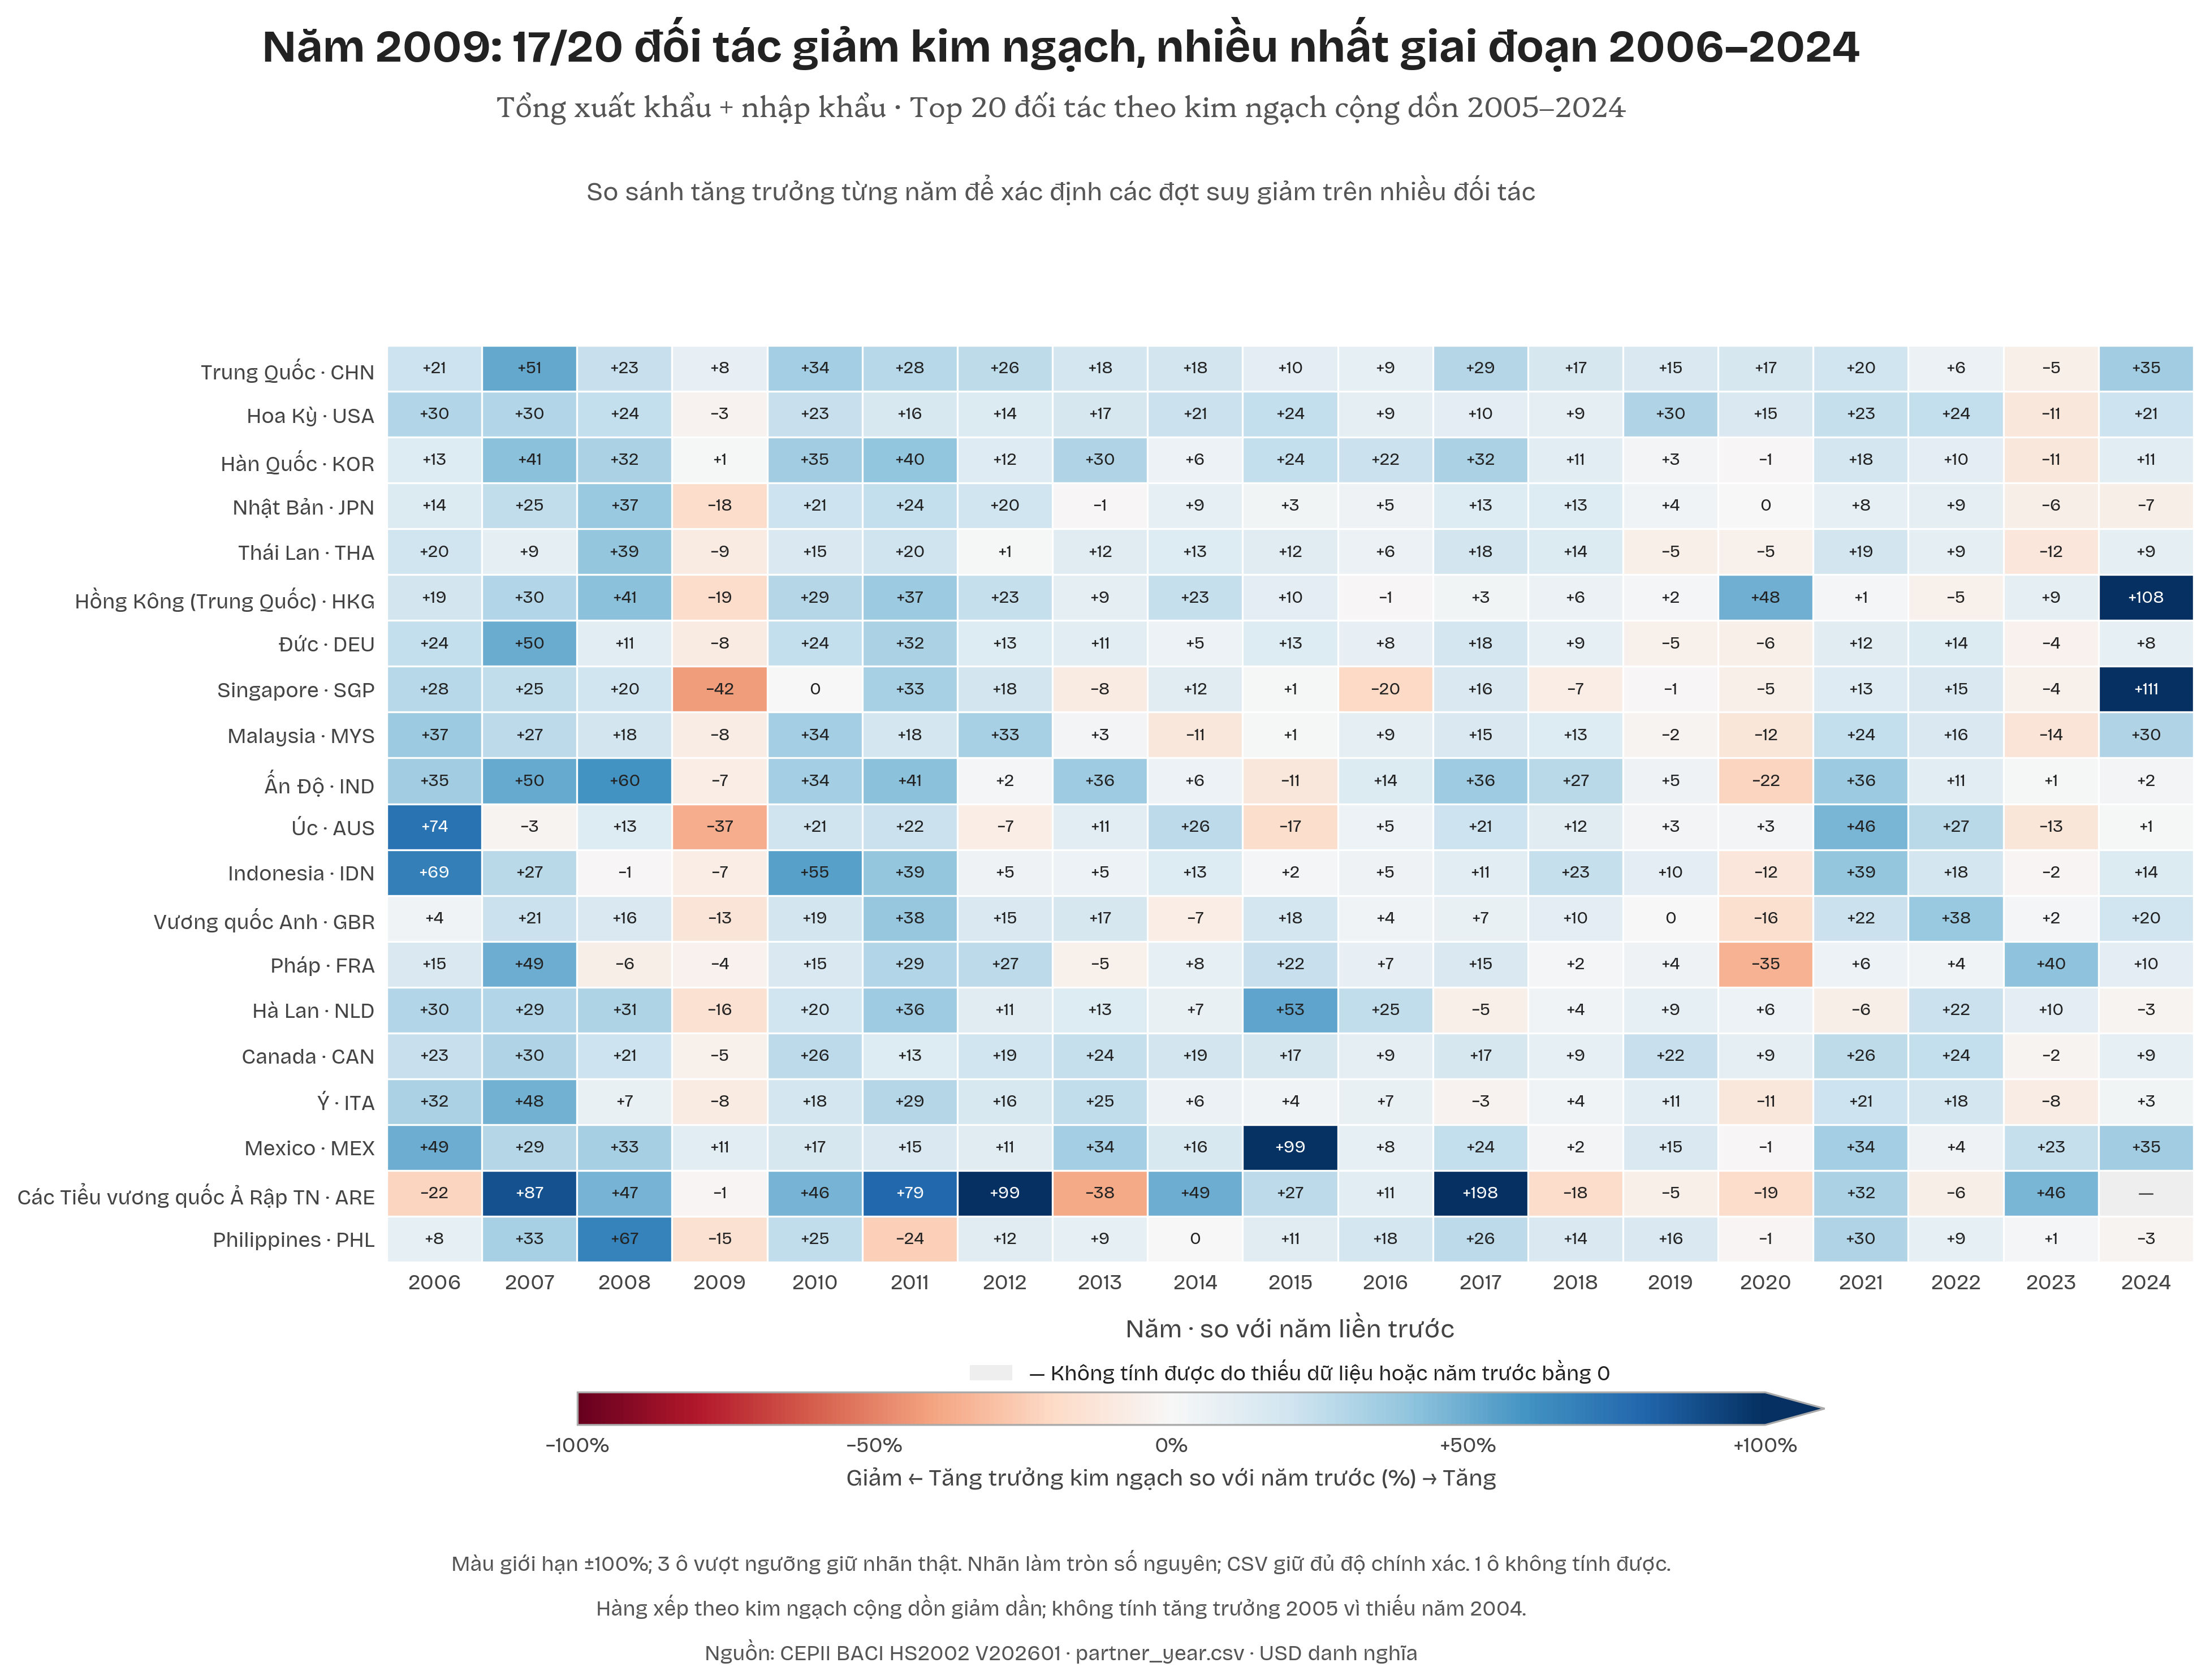 Năm 2009: 17/20 đối tác giảm kim ngạch, nhiều nhất giai đoạn 2006–2024
Tổng xuất khẩu + nhập khẩu · Top 20 đối tác theo kim ngạch cộng dồn 2005–2024
So sánh tăng trưởng từng năm để xác định các đợt suy giảm trên nhiều đối tác
Trung Quốc · CHN +21 +51 +23 +8 +34 +28 +26 +18 +18 +10 +9 +29 +17 +15 +17 +20 +6 −5 +35
Hoa Kỳ · USA +30 +30 +24 −3 +23 +16 +14 +17 +21 +24 +9 +10 +9 +30 +15 +23 +24 −11 +21
Hàn Quốc · KOR +13 +41 +32 +1 +35 +40 +12 +30 +6 +24 +22 +32 +11 +3 −1 +18 +10 −11 +11
Nhật Bản · JPN +14 +25 +37 −18 +21 +24 +20 −1 +9 +3 +5 +13 +13 +4 0 +8 +9 −6 −7
Thái Lan · THA +20 +9 +39 −9 +15 +20 +1 +12 +13 +12 +6 +18 +14 −5 −5 +19 +9 −12 +9
Hồng Kông (Trung Quốc) · HKG +19 +30 +41 −19 +29 +37 +23 +9 +23 +10 −1 +3 +6 +2 +48 +1 −5 +9 +108
Đức · DEU +24 +50 +11 −8 +24 +32 +13 +11 +5 +13 +8 +18 +9 −5 −6 +12 +14 −4 +8
Singapore · SGP +28 +25 +20 −42 0 +33 +18 −8 +12 +1 −20 +16 −7 −1 −5 +13 +15 −4 +111
Malaysia · MYS +37 +27 +18 −8 +34 +18 +33 +3 −11 +1 +9 +15 +13 −2 −12 +24 +16 −14 +30
Ấn Độ · IND +35 +50 +60 −7 +34 +41 +2 +36 +6 −11 +14 +36 +27 +5 −22 +36 +11 +1 +2
Úc · AUS +74 −3 +13 −37 +21 +22 −7 +11 +26 −17 +5 +21 +12 +3 +3 +46 +27 −13 +1
Indonesia · IDN +69 +27 −1 −7 +55 +39 +5 +5 +13 +2 +5 +11 +23 +10 −12 +39 +18 −2 +14
Vương quốc Anh · GBR +4 +21 +16 −13 +19 +38 +15 +17 −7 +18 +4 +7 +10 0 −16 +22 +38 +2 +20
Pháp · FRA +15 +49 −6 −4 +15 +29 +27 −5 +8 +22 +7 +15 +2 +4 −35 +6 +4 +40 +10
Hà Lan · NLD +30 +29 +31 −16 +20 +36 +11 +13 +7 +53 +25 −5 +4 +9 +6 −6 +22 +10 −3
Canada · CAN +23 +30 +21 −5 +26 +13 +19 +24 +19 +17 +9 +17 +9 +22 +9 +26 +24 −2 +9
Ý · ITA +32 +48 +7 −8 +18 +29 +16 +25 +6 +4 +7 −3 +4 +11 −11 +21 +18 −8 +3
Mexico · MEX +49 +29 +33 +11 +17 +15 +11 +34 +16 +99 +8 +24 +2 +15 −1 +34 +4 +23 +35
Các Tiểu vương quốc Ả Rập TN · ARE −22 +87 +47 −1 +46 +79 +99 −38 +49 +27 +11 +198 −18 −5 −19 +32 −6 +46 —
Philippines · PHL +8 +33 +67 −15 +25 −24 +12 +9 0 +11 +18 +26 +14 +16 −1 +30 +9 +1 −3
2006 2007 2008 2009 2010 2011 2012 2013 2014 2015 2016 2017 2018 2019 2020 2021 2022 2023 2024
Năm · so với năm liền trước
— Không tính được do thiếu dữ liệu hoặc năm trước bằng 0
−100% −50% 0% +50% +100%
Giảm ← Tăng trưởng kim ngạch so với năm trước (%) → Tăng
Màu giới hạn ±100%; 3 ô vượt ngưỡng giữ nhãn thật. Nhãn làm tròn số nguyên; CSV giữ đủ độ chính xác. 1 ô không tính được.
Hàng xếp theo kim ngạch cộng dồn giảm dần; không tính tăng trưởng 2005 vì thiếu năm 2004.
Nguồn: CEPII BACI HS2002 V202601 · partner_year.csv · USD danh nghĩa